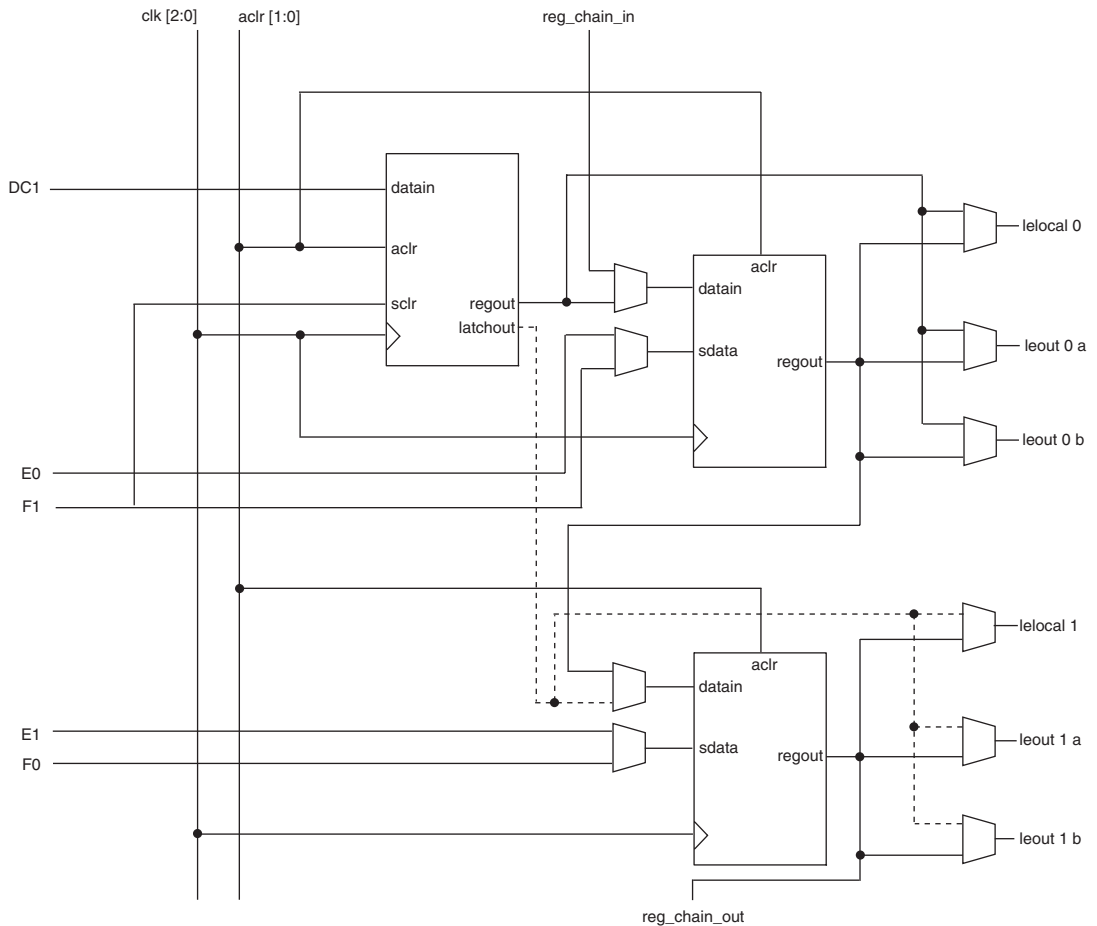 clk [2:0]
aclr [1:0]
reg_chain_in
DC1
datain
aclr
sclr
regout
latchout
aclr
datain
sdata
regout
lelocal 0
leout 0 a
leout 0 b
E0
F1
aclr
datain
sdata
regout
lelocal 1
leout 1 a
leout 1 b
E1
F0
reg_chain_out